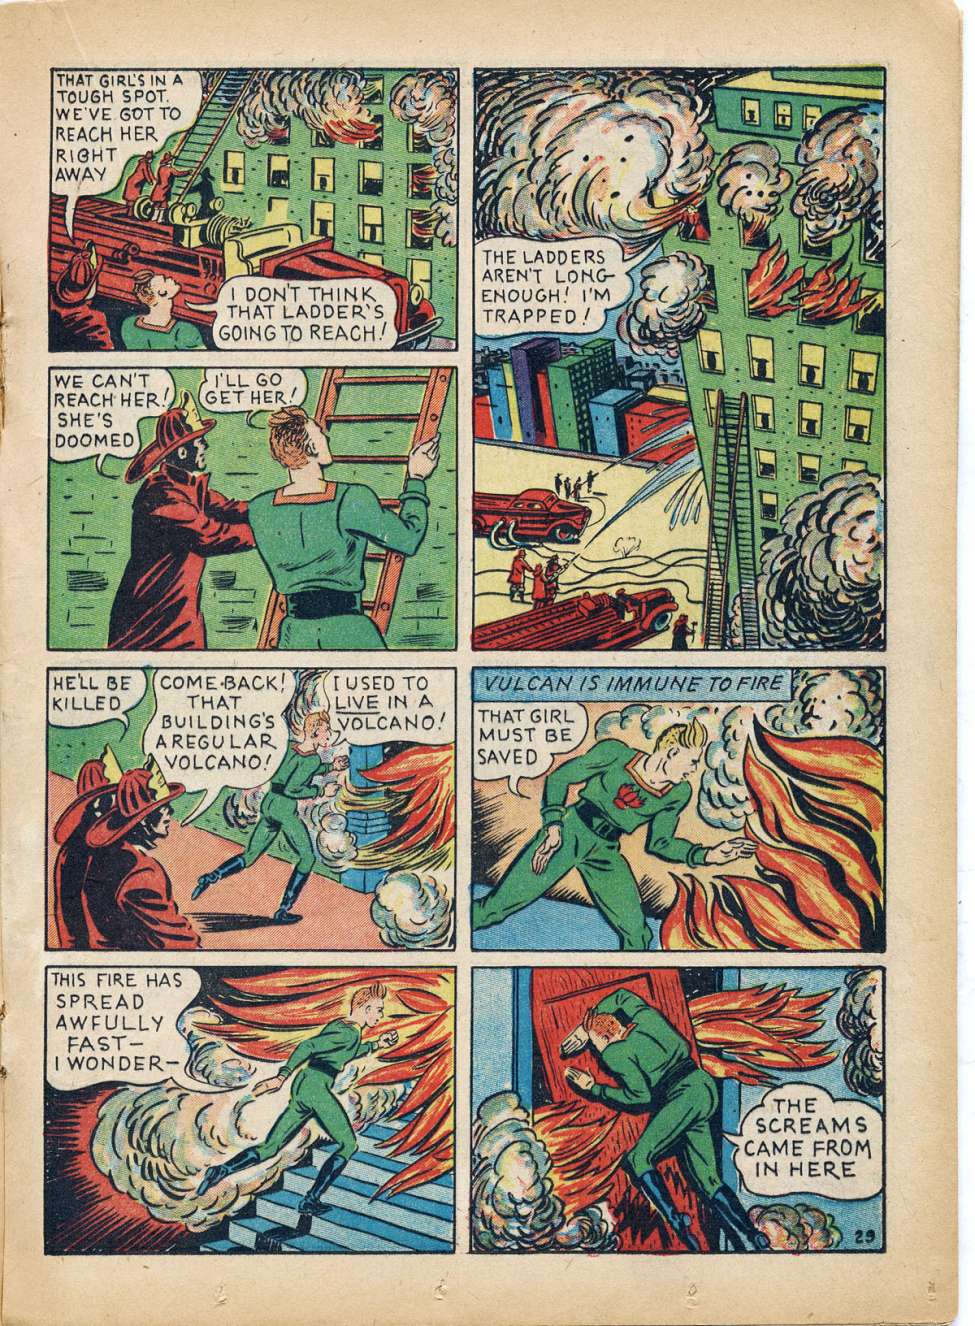 THAT GIRL'S IN A
TOUGH SPOT.
WE'VE GOT TO
REACH HER
RIGHT
AWAY
I DON'T THINK
THAT LADDER'S
GOING TO REACH!
THE LADDERS
AREN'T LONG-
ENOUGH! I'M
TRAPPED!
WE CAN'T
REACH HER!
SHE'S
DOOMED
I'LL GO
GET HER!
HE'LL BE
KILLED
COME BACK!
THAT
BUILDING'S
A REGULAR
VOLCANO!
I USED TO
LIVE IN A
VOLCANO!
VULCAN IS IMMUNE TO FIRE
THAT GIRL
MUST BE
SAVED
THIS FIRE HAS
SPREAD
AWFULLY
FAST—
I WONDER—
THE
SCREAMS
CAME FROM
IN HERE
29